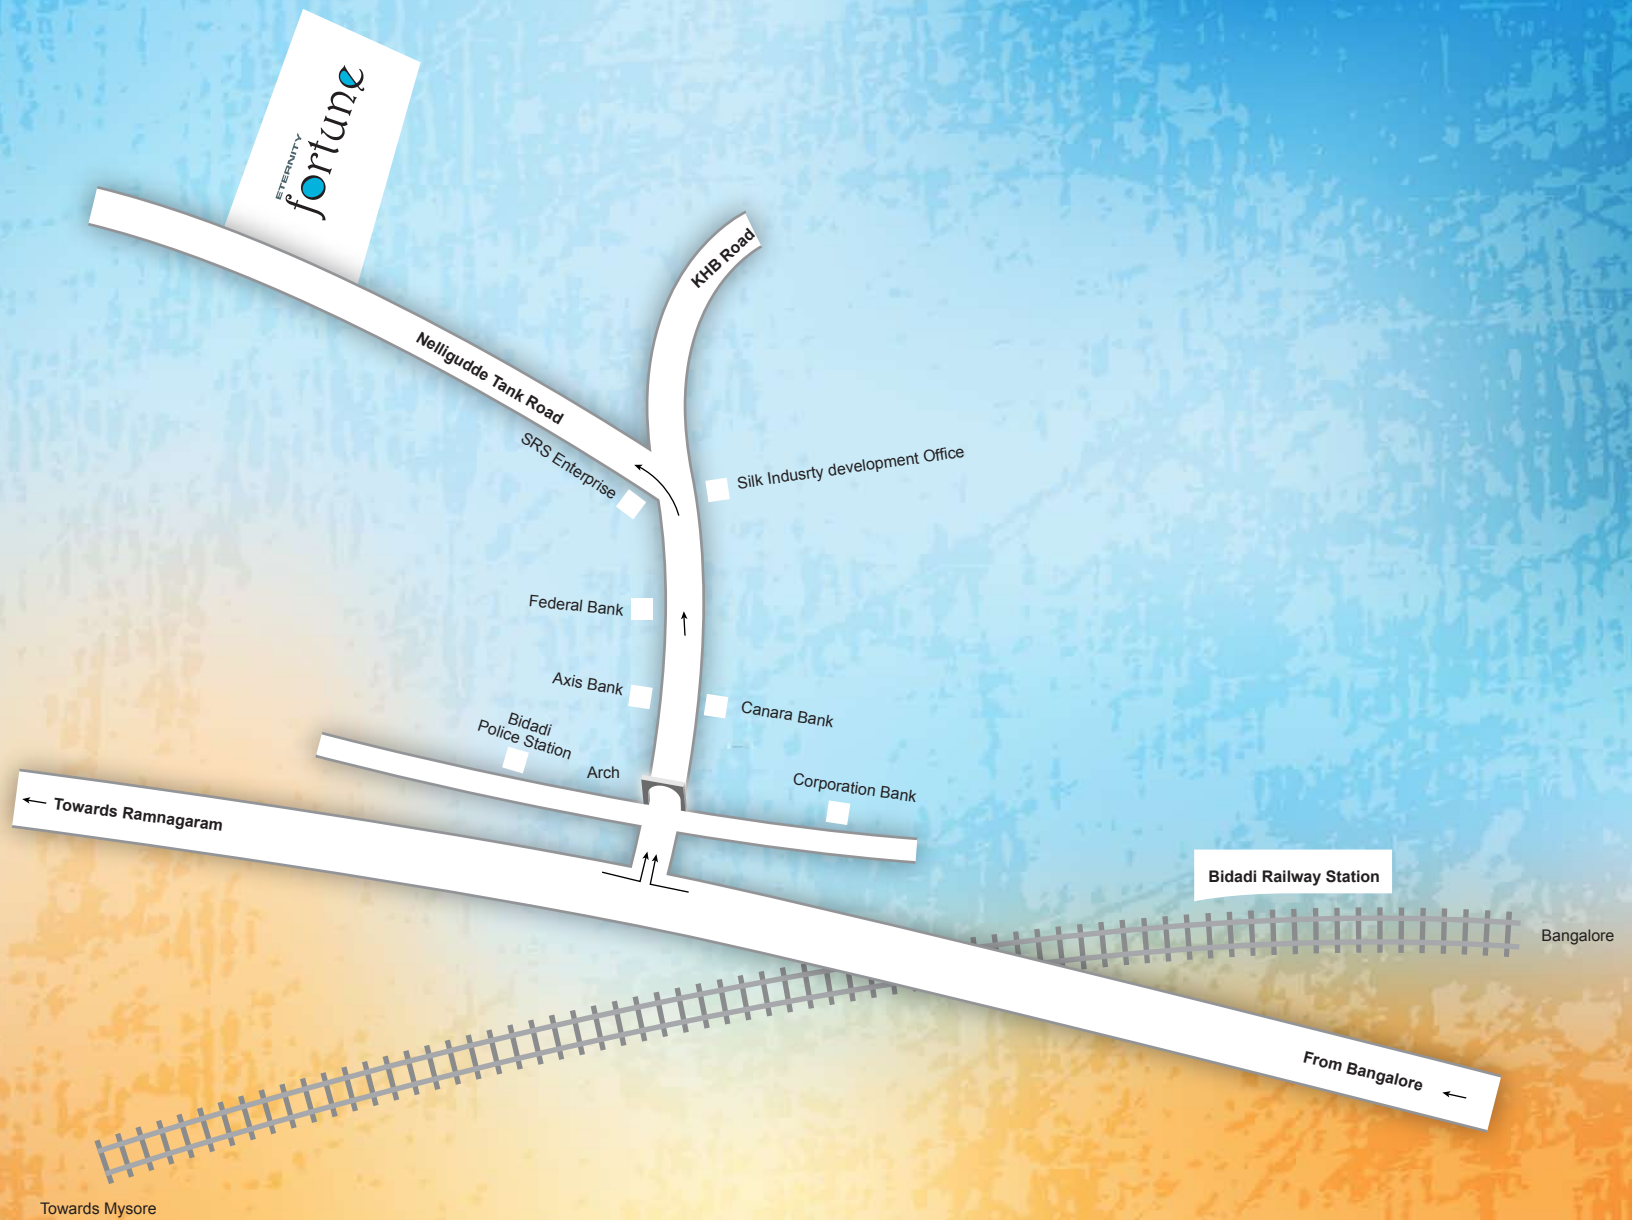 ETERNITY
fortune
KHB Road
Nelligudde Tank Road
SRS Enterprise
Silk Indusrty development Office
Federal Bank
Axis Bank
Canara Bank
Bidadi
Police Station
Arch
Corporation Bank
Towards Ramnagaram
Bidadi Railway Station
Bangalore
From Bangalore
Towards Mysore